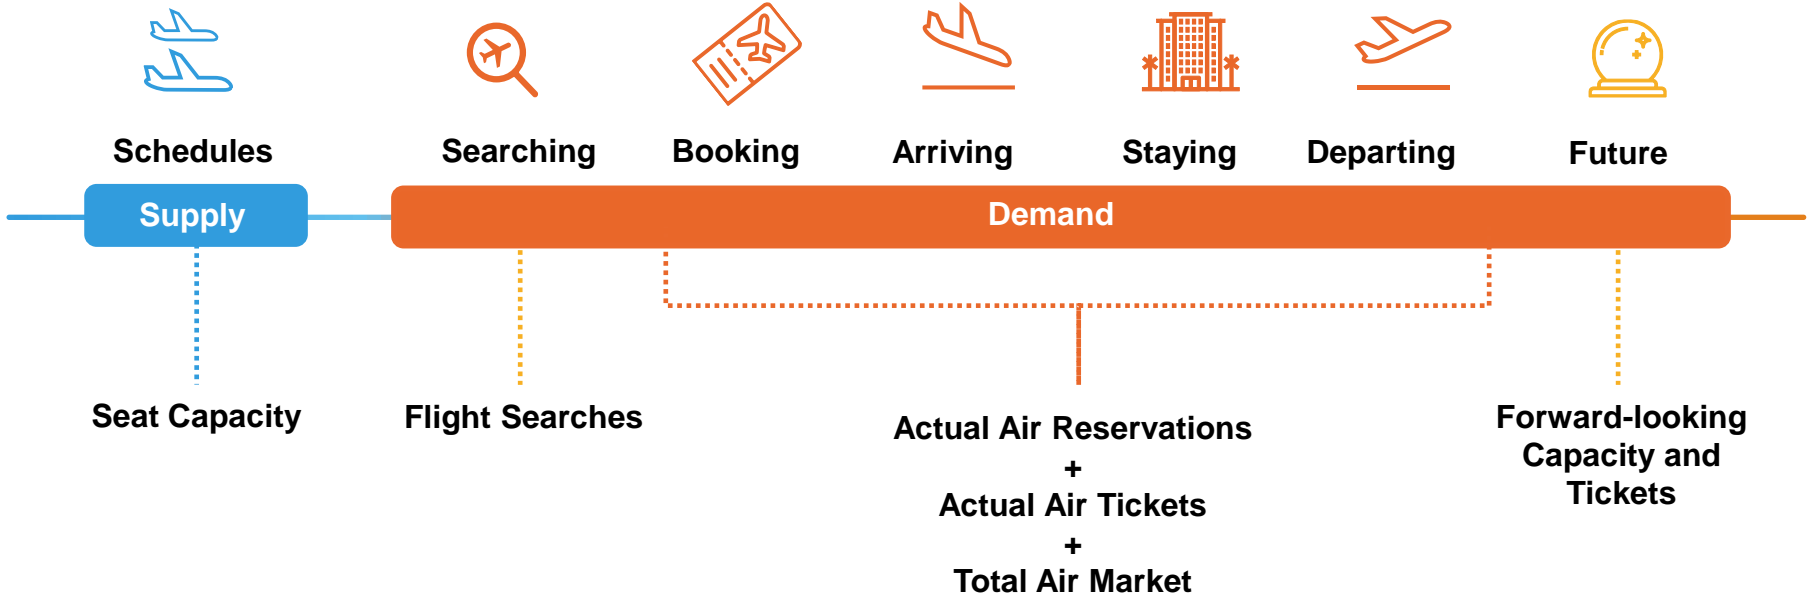 Schedules
Searching
Booking
Arriving
Staying
Departing
Future
Supply
Demand
Seat Capacity
Flight Searches
Actual Air Reservations
+
Actual Air Tickets
+
Total Air Market
Forward-looking
Capacity and
Tickets